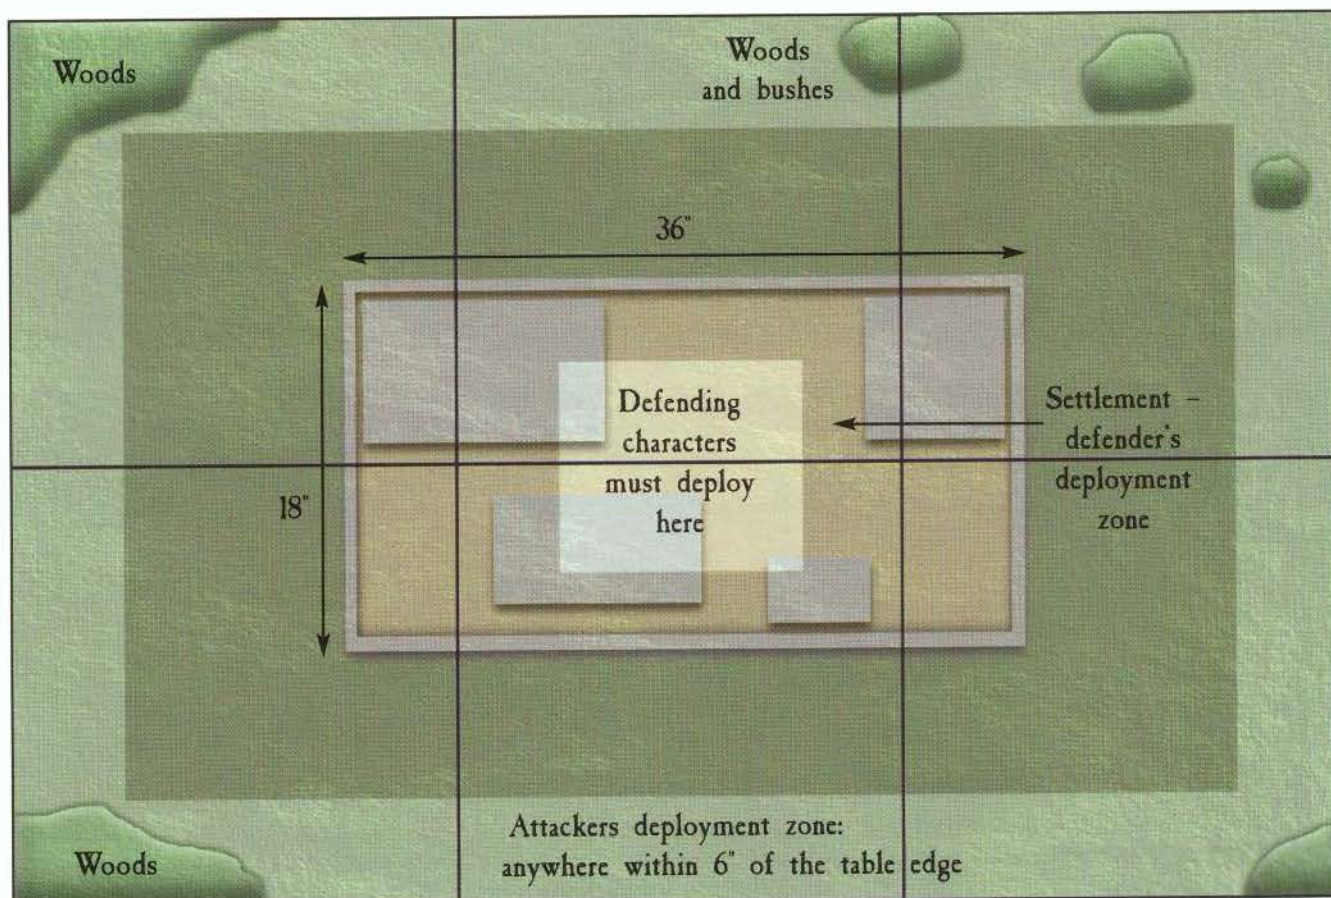 Woods
Woods
and bushes
36"
Defending
characters
must deploy
here
Settlement –
defender's
deployment
zone
18"
Attackers deployment zone:
anywhere within 6" of the table edge
Woods